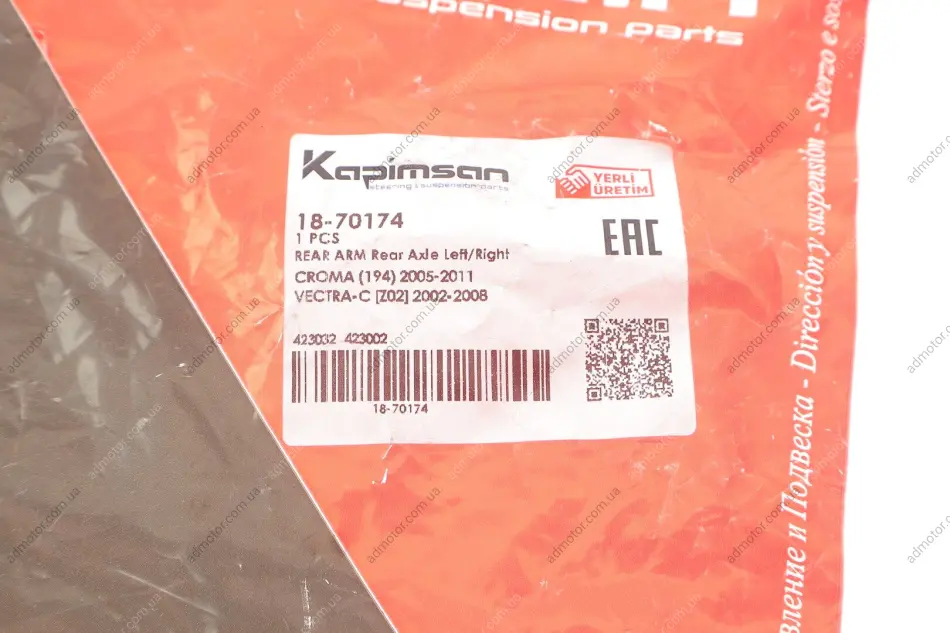 suspension parts
Kapimsan
steering & suspension parts
YERLİ
ÜRETİM
18-70174
1 PCS
REAR ARM Rear Axle Left/Right
CROMA (194) 2005-2011
VECTRA-C [Z02] 2002-2008
EAC
423032 423002
18-70174
вление и Подвеска - Dirección y suspensión - Sterzo e sos
admotor.com.ua